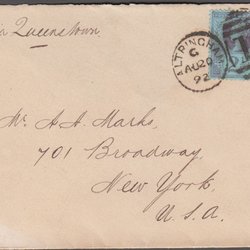 via Queenstown
ALTRINCHAM
C
AU 20
92
Mr. A. A. Marks,
701 Broadway,
New York.
U.S.A.